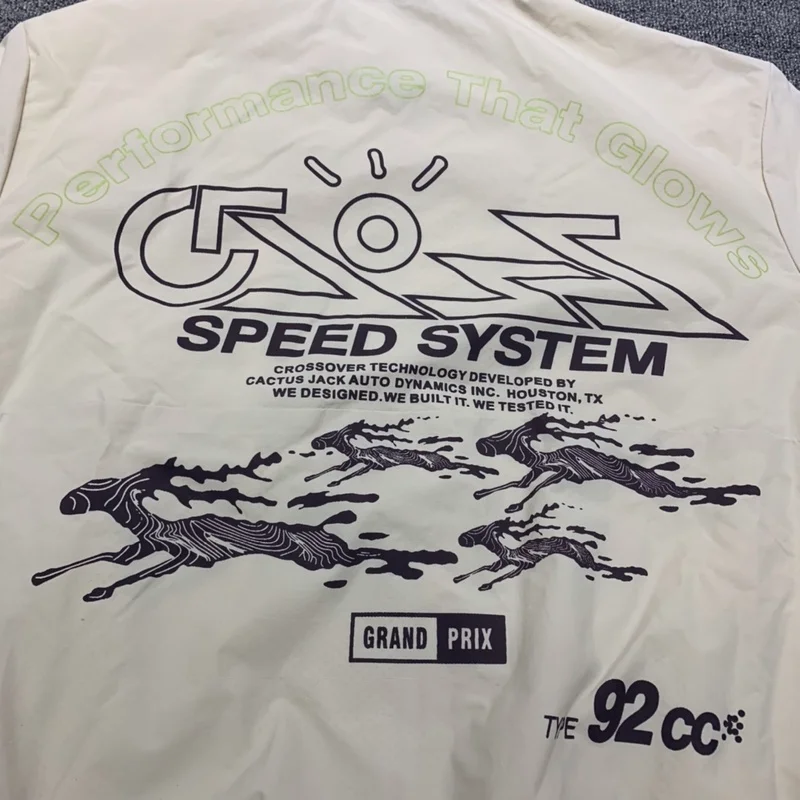 Performance That Glows
CROSS
SPEED SYSTEM
CROSSOVER TECHNOLOGY DEVELOPED BY
CACTUS JACK AUTO DYNAMICS INC. HOUSTON, TX
WE DESIGNED.WE BUILT IT. WE TESTED IT.
GRAND PRIX
TYPE 92 CC